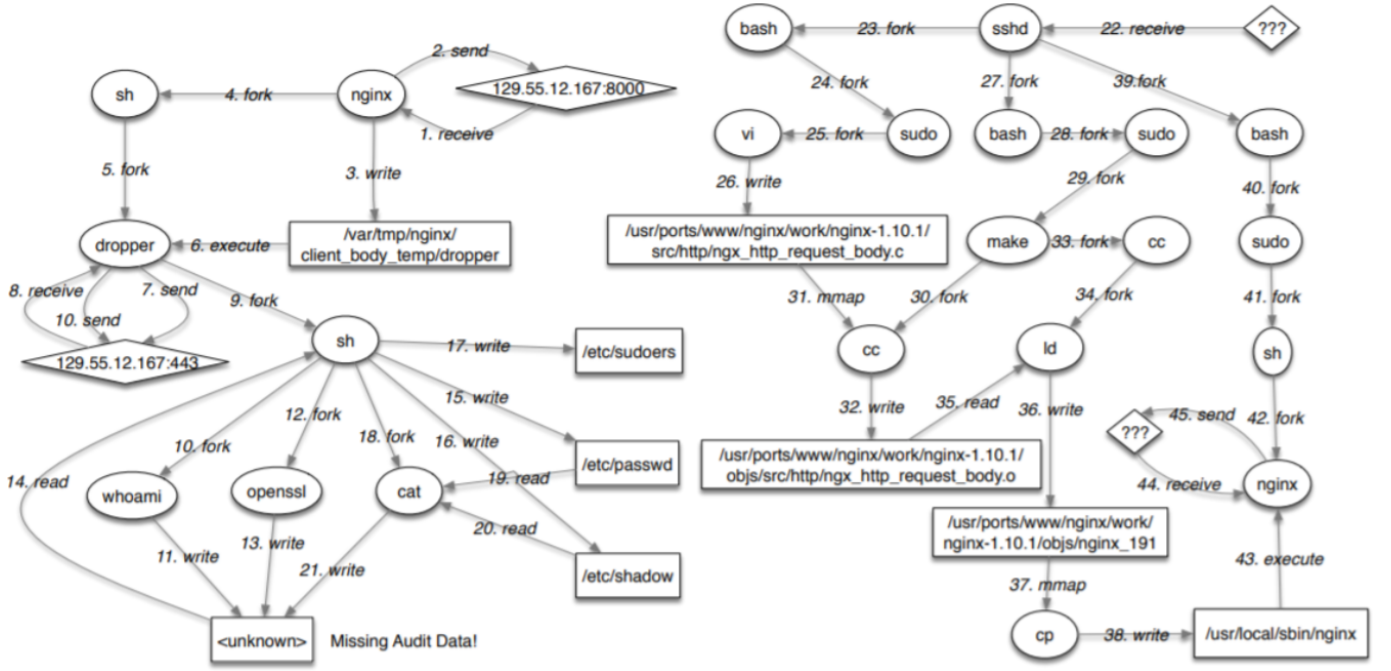 bash
23. fork
sshd
22. receive
???
2. send
24. fork
27. fork
39.fork
sh
4. fork
nginx
129.55.12.167:8000
1. receive
vi
25. fork
sudo
bash
28. fork
sudo
bash
5. fork
3. write
26. write
29. fork
40. fork
dropper
6. execute
/var/tmp/nginx/
client_body_temp/dropper
/usr/ports/www/nginx/work/nginx-1.10.1/
src/http/ngx_http_request_body.c
make
33. fork
cc
sudo
8. receive
7. send
9. fork
10. send
31. mmap
30. fork
34. fork
41. fork
129.55.12.167:443
sh
17. write
/etc/sudoers
cc
ld
sh
15. write
12. fork
18. fork
16. write
10. fork
32. write
35. read
36. write
45. send
42. fork
???
14. read
whoami
openssl
cat
19. read
/etc/passwd
/usr/ports/www/nginx/work/nginx-1.10.1/
objs/src/http/ngx_http_request_body.o
44. receive
nginx
20. read
11. write
13. write
21. write
/etc/shadow
/usr/ports/www/nginx/work/
nginx-1.10.1/objs/nginx_191
43. execute
37. mmap
<unknown>
Missing Audit Data!
cp
38. write
/usr/local/sbin/nginx